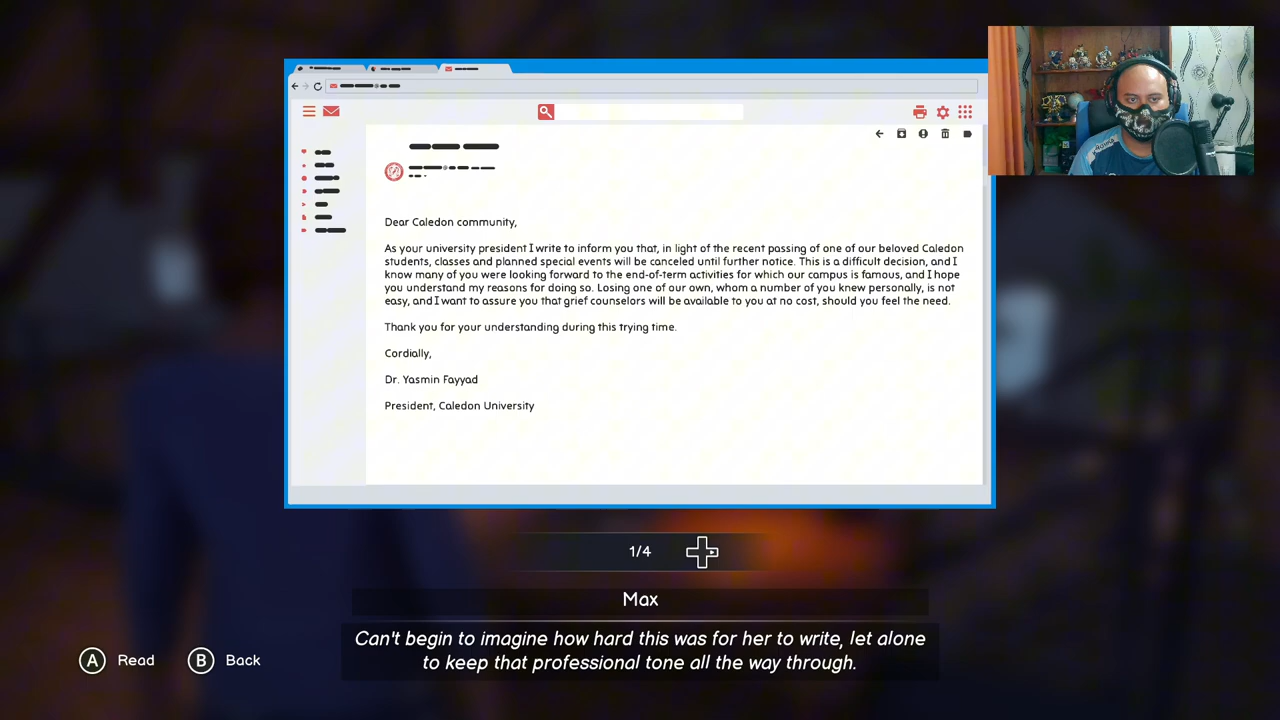 Dear Caledon community,
As your university president I write to inform you that, in light of the recent passing of one of our beloved Caledon
students, classes and planned special events will be canceled until further notice. This is a difficult decision, and I
know many of you were looking forward to the end-of-term activities for which our campus is famous, and I hope
you understand my reasons for doing so. Losing one of our own, whom a number of you knew personally, is not
easy, and I want to assure you that grief counselors will be available to you at no cost, should you feel the need.
Thank you for your understanding during this trying time.
Cordially,
Dr. Yasmin Fayyad
President, Caledon University
1/4
Max
Can't begin to imagine how hard this was for her to write, let alone
to keep that professional tone all the way through.
A Read B Back